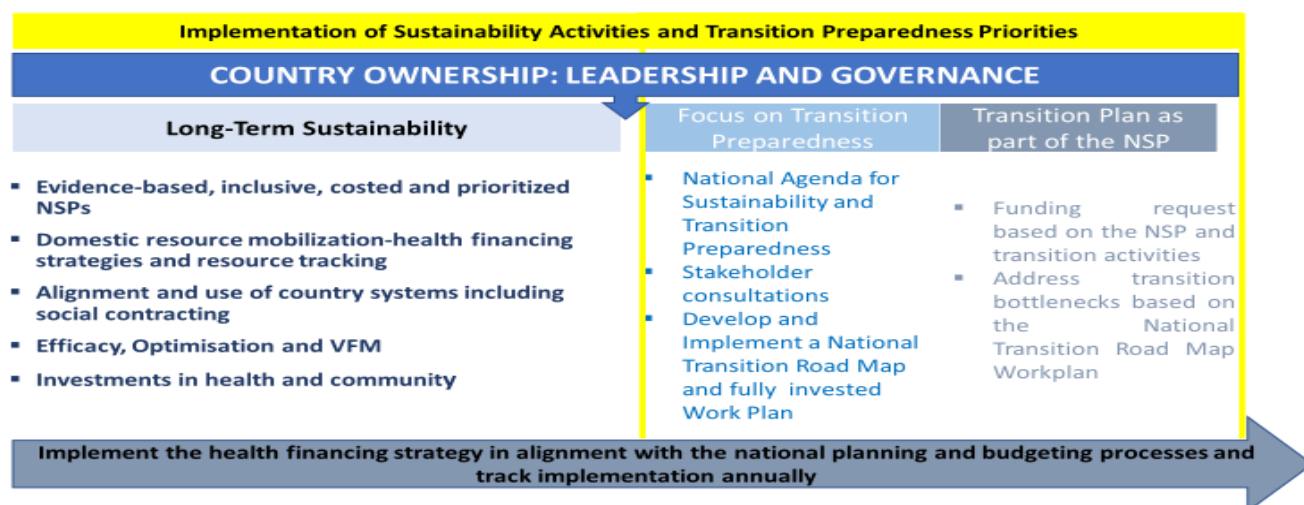 Implementation of Sustainability Activities and Transition Preparedness Priorities
COUNTRY OWNERSHIP: LEADERSHIP AND GOVERNANCE
Long-Term Sustainability
▪ Evidence-based, inclusive, costed and prioritized
NSPs
▪ Domestic resource mobilization-health financing
strategies and resource tracking
▪ Alignment and use of country systems including
social contracting
▪ Efficacy, Optimisation and VFM
▪ Investments in health and community
Focus on Transition
Preparedness
▪ National Agenda for
Sustainability and
Transition
Preparedness
▪ Stakeholder
consultations
▪ Develop and
Implement a National
Transition Road Map
and fully invested
Work Plan
Transition Plan as
part of the NSP
▪ Funding request
based on the NSP and
transition activities
▪ Address transition
bottlenecks based on
the National
Transition Road Map
Workplan
Implement the health financing strategy in alignment with the national planning and budgeting processes and
track implementation annually